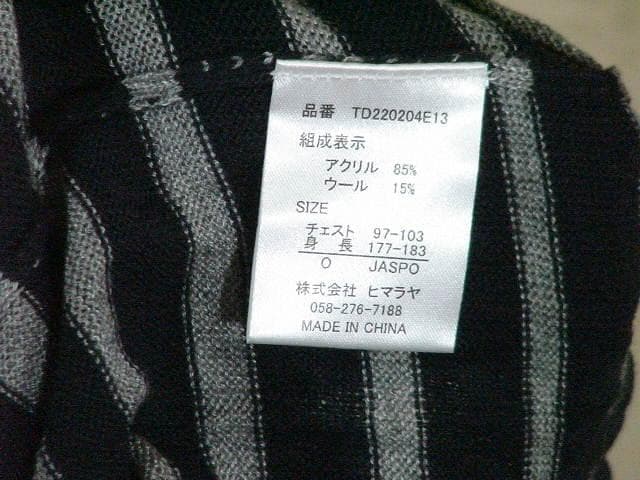 品番 TD220204E13
組成表示
アクリル 85%
ウール 15%
SIZE
チェスト 97-103
身長 177-183
O JASPO
株式会社 ヒマラヤ
058-276-7188
MADE IN CHINA